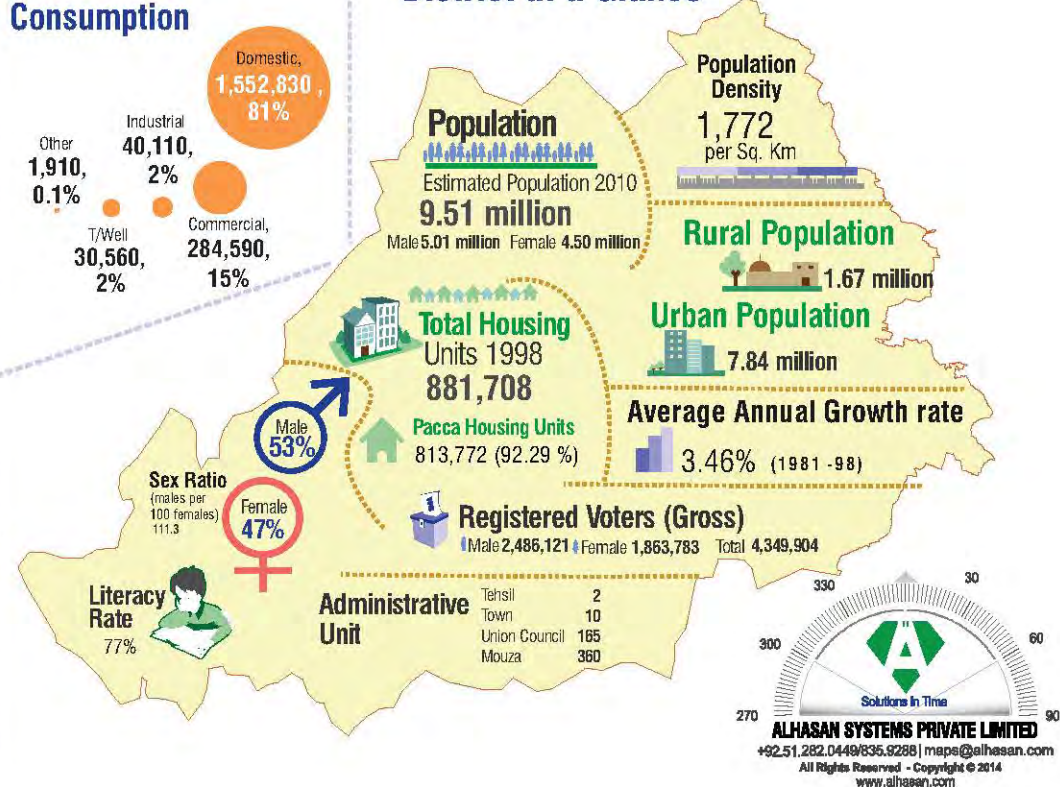 Consumption
Domestic,
1,552,830 ,
81%
Industrial
40,110,
2%
Other
1,910,
0.1%
T/Well
30,560,
2%
Commercial,
284,590,
15%
Population
Estimated Population 2010
9.51 million
Male 5.01 million Female 4.50 million
Population
Density
1,772
per Sq. Km
Rural Population
1.67 million
Urban Population
7.84 million
Total Housing
Units 1998
881,708
Pacca Housing Units
813,772 (92.29 %)
Average Annual Growth rate
3.46% (1981 -98)
Male
53%
Sex Ratio
(males per
100 females)
111.3
Female
47%
Registered Voters (Gross)
Male 2,486,121 Female 1,863,783 Total 4,349,904
Literacy
Rate
77%
Administrative
Unit
Tehsil 2
Town 10
Union Council 165
Mouza 360
330
30
300
60
270
90
A
Solutions in Time
ALHASAN SYSTEMS PRIVATE LIMITED
+92.51.282.0449/835.9288 | maps@alhasan.com
All Rights Reserved - Copyright © 2014
www.alhasan.com